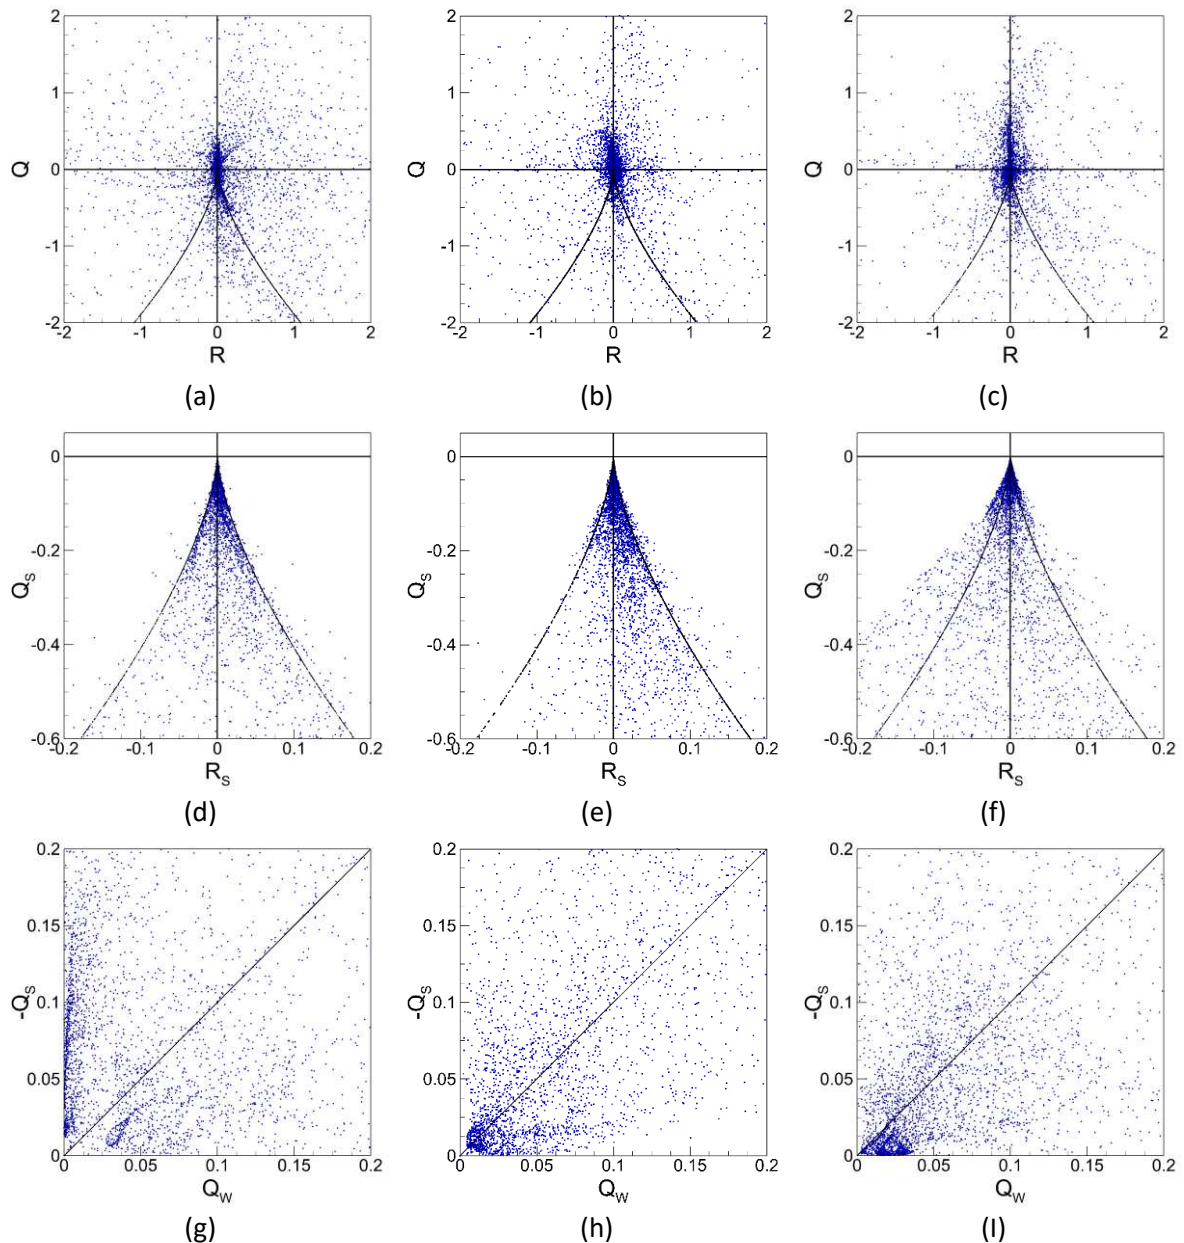 2 2 2
1 1 1
Q 0 Q 0 Q 0
-1 -1 -1
-2 -2 -2
-2 -1 0 1 2 -2 -1 0 1 2 -2 -1 0 1 2
R R R
(a) (b) (c)
0 0 0
-0.2 -0.2 -0.2
Qs Qs Qs
-0.4 -0.4 -0.4
-0.6 -0.6 -0.6
-0.2 -0.1 0 0.1 0.2 -0.2 -0.1 0 0.1 0.2 -0.2 -0.1 0 0.1 0.2
Rs Rs Rs
(d) (e) (f)
0.2 0.2 0.2
0.15 0.15 0.15
-Qs 0.1 -Qs 0.1 -Qs 0.1
0.05 0.05 0.05
0 0 0
0 0.05 0.1 0.15 0.2 0 0.05 0.1 0.15 0.2 0 0.05 0.1 0.15 0.2
Qw Qw Qw
(g) (h) (I)